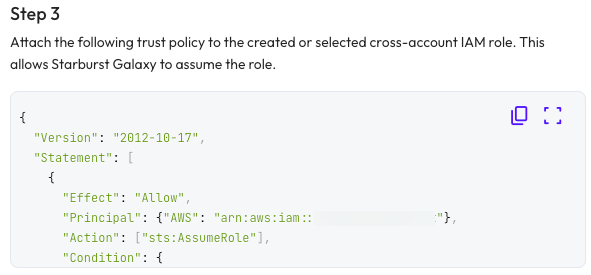 Step 3
Attach the following trust policy to the created or selected cross-account IAM role. This
allows Starburst Galaxy to assume the role.
{
"Version": "2012-10-17",
"Statement": [
{
"Effect": "Allow",
"Principal": {"AWS": "arn:aws:iam:: "},
"Action": ["sts:AssumeRole"],
"Condition": {